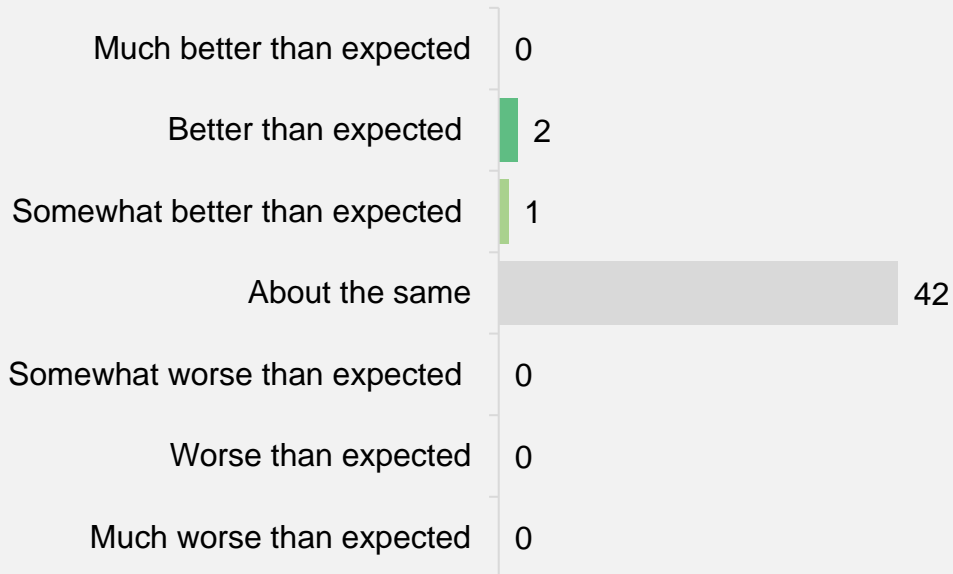 Much better than expected 0
Better than expected 2
Somewhat better than expected 1
About the same 42
Somewhat worse than expected 0
Worse than expected 0
Much worse than expected 0